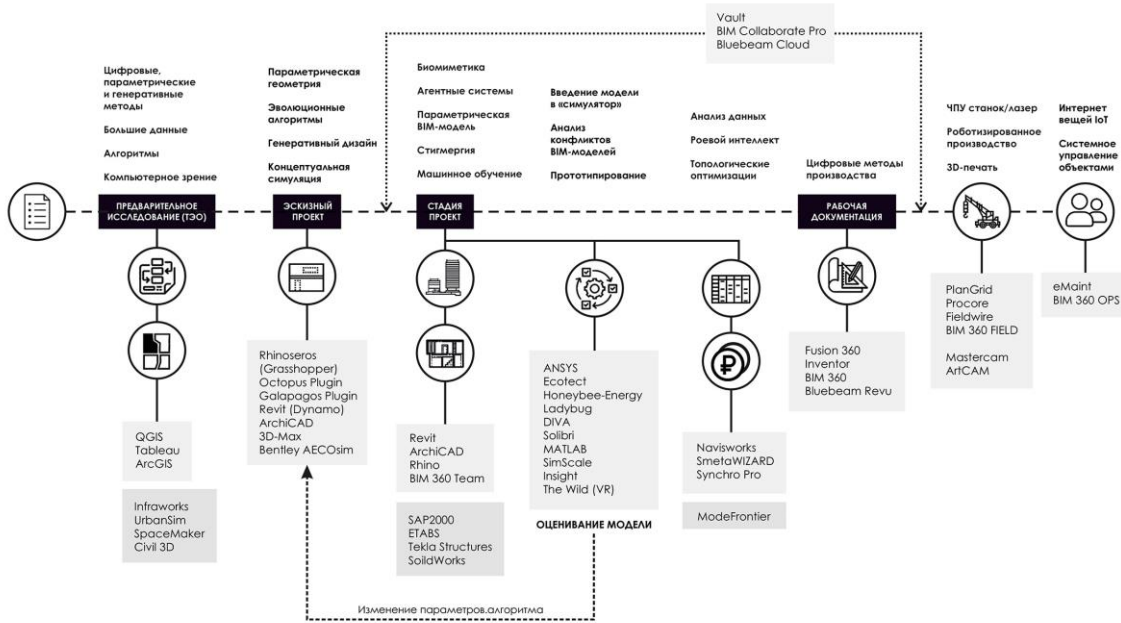 Vault
BIM Collaborate Pro
Bluebeam Cloud
Цифровые,
параметрические
и генеративные
методы
Большие данные
Алгоритмы
Компьютерное зрение
Параметрическая
геометрия
Эволюционные
алгоритмы
Генеративный дизайн
Концептуальная
симуляция
Биомиметика
Агентные системы
Параметрическая
BIM-модель
Стигмергия
Машинное обучение
Введение модели
в «симулятор»
Анализ
конфликтов
BIM-моделей
Прототипирование
Анализ данных
Роевой интеллект
Топологические
оптимизации
Цифровые методы
производства
ЧПУ станок/лазер
Роботизированное
производство
3D-печать
Интернет
вещей IoT
Системное
управление
объектами
ПРЕДВАРИТЕЛЬНОЕ
ИССЛЕДОВАНИЕ (ТЭО)
ЭСКИЗНЫЙ
ПРОЕКТ
СТАДИЯ
ПРОЕКТ
РАБОЧАЯ
ДОКУМЕНТАЦИЯ
QGIS
Tableau
ArcGIS
Infraworks
UrbanSim
SpaceMaker
Civil 3D
Rhinoseros
(Grasshopper)
Octopus Plugin
Galapagos Plugin
Revit (Dynamo)
ArchiCAD
3D-Max
Bentley AECOsim
Revit
ArchiCAD
Rhino
BIM 360 Team
SAP2000
ETABS
Tekla Structures
SoildWorks
ANSYS
Ecotect
Honeybee-Energy
Ladybug
DIVA
Solibri
MATLAB
SimScale
Insight
The Wild (VR)
ОЦЕНИВАНИЕ МОДЕЛИ
Navisworks
SmetaWIZARD
Synchro Pro
ModeFrontier
Fusion 360
Inventor
BIM 360
Bluebeam Revu
PlanGrid
Procore
Fieldwire
BIM 360 FIELD
Mastercam
ArtCAM
eMaint
BIM 360 OPS
Изменение параметров.алгоритма